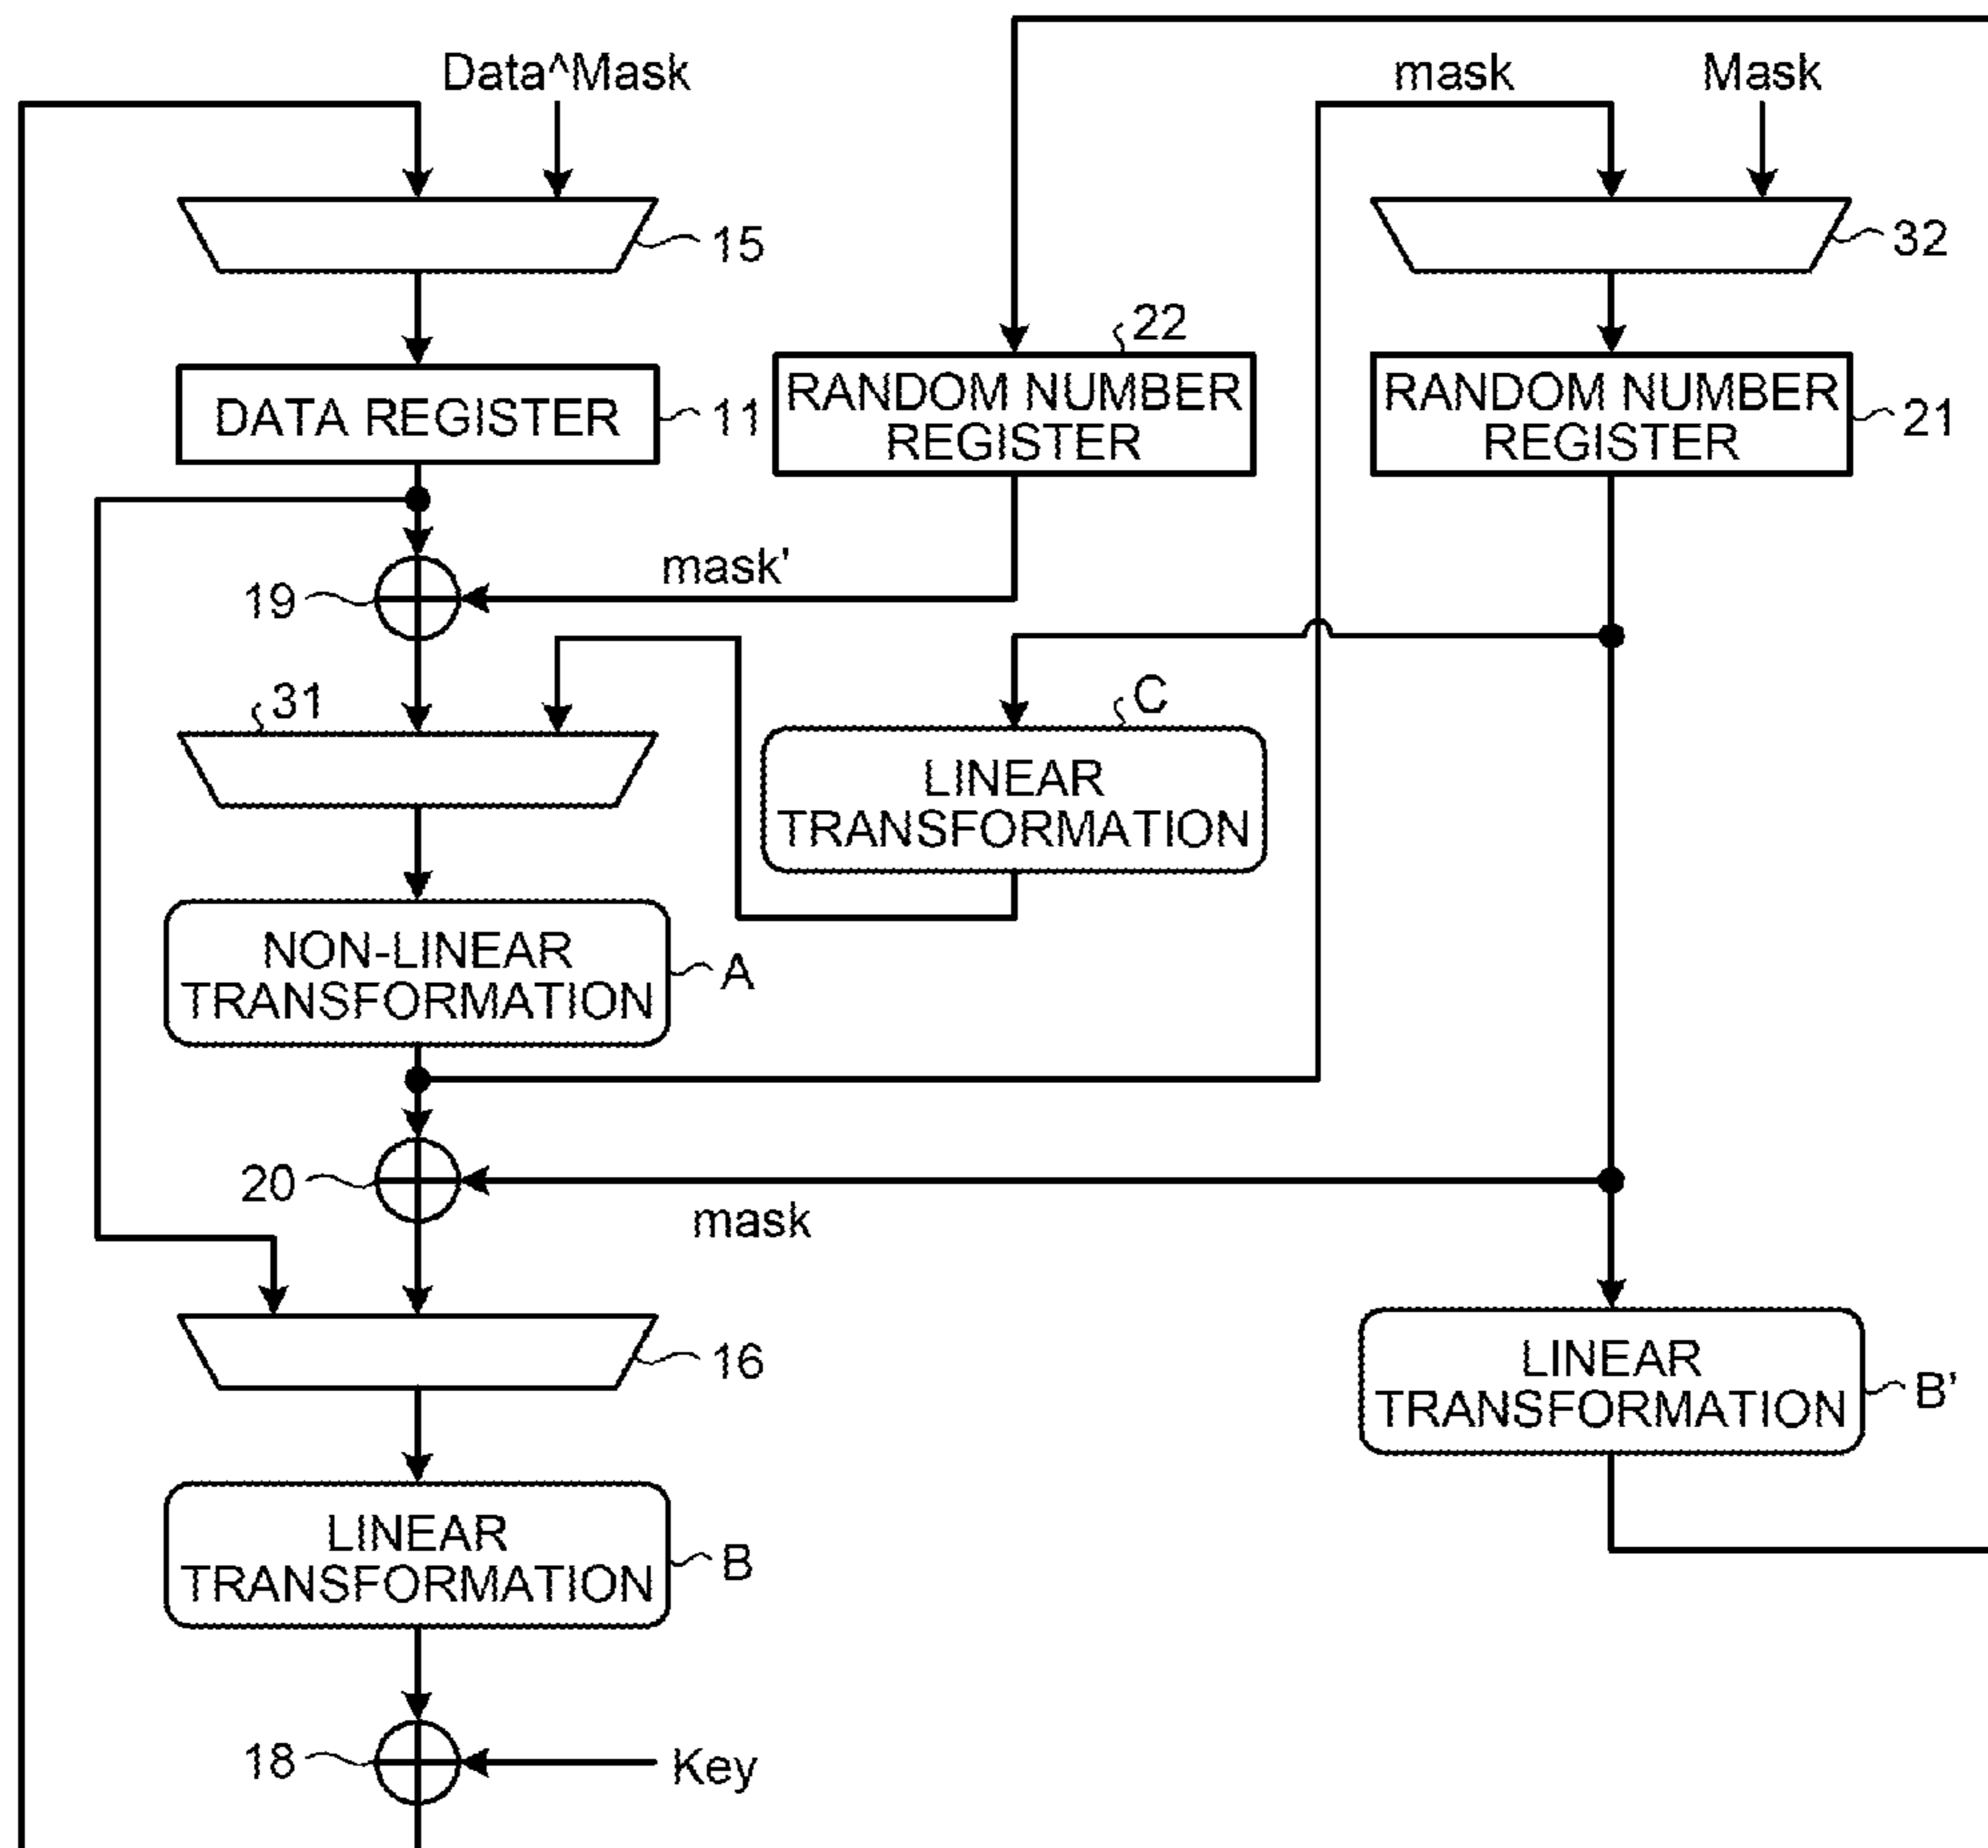 Data^Mask
mask
Mask
15
32
22
DATA REGISTER
11
RANDOM NUMBER
REGISTER
RANDOM NUMBER
REGISTER
21
19
mask'
31
C
LINEAR
TRANSFORMATION
NON-LINEAR
TRANSFORMATION
A
20
mask
16
LINEAR
TRANSFORMATION
B'
LINEAR
TRANSFORMATION
B
18
Key